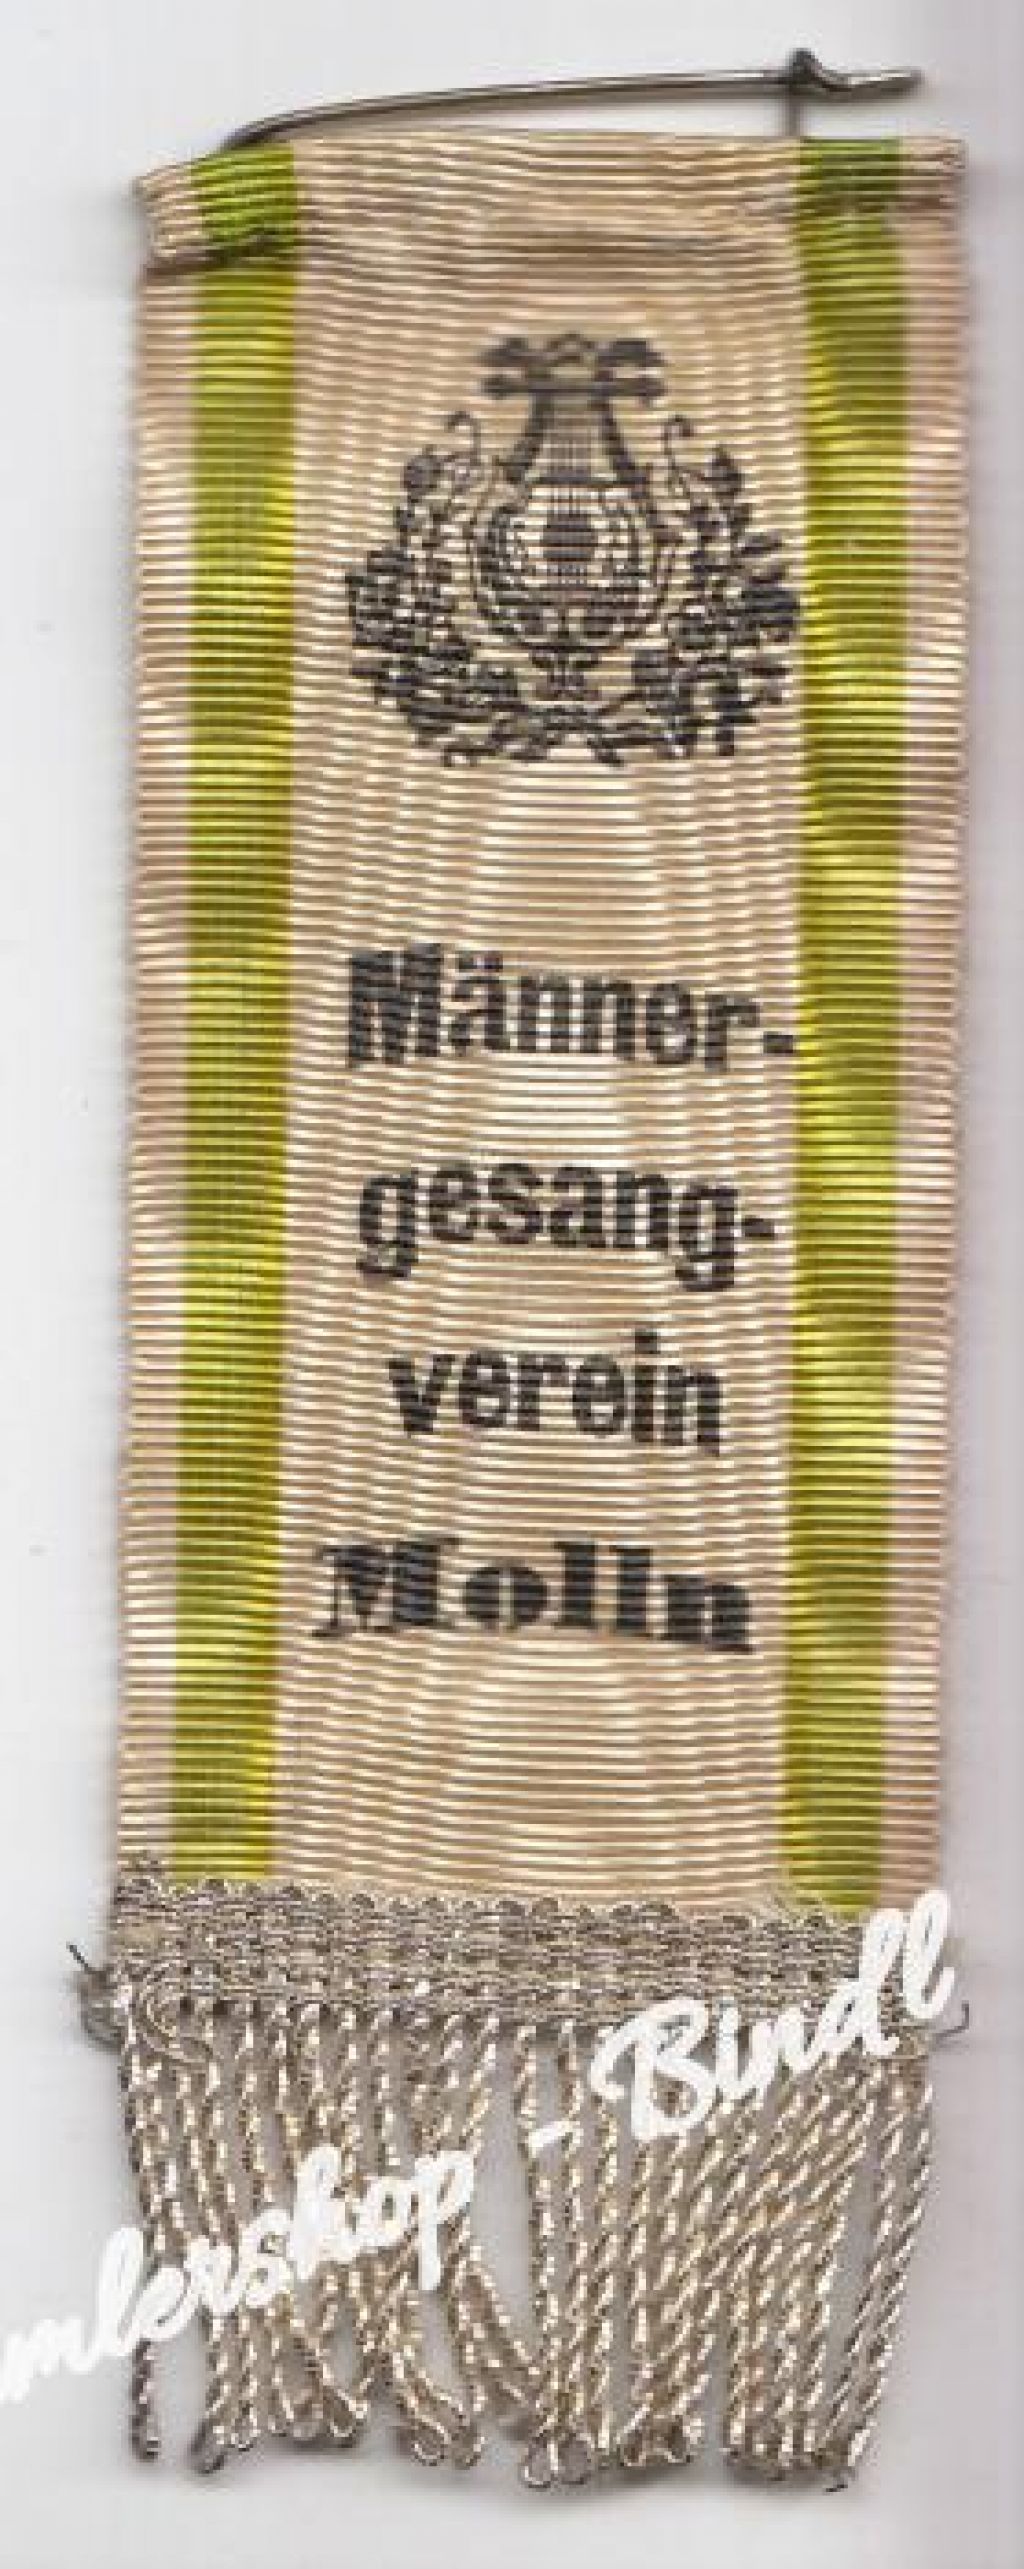 Männer-
gesang-
verein
Molln
mlershop - Bindl